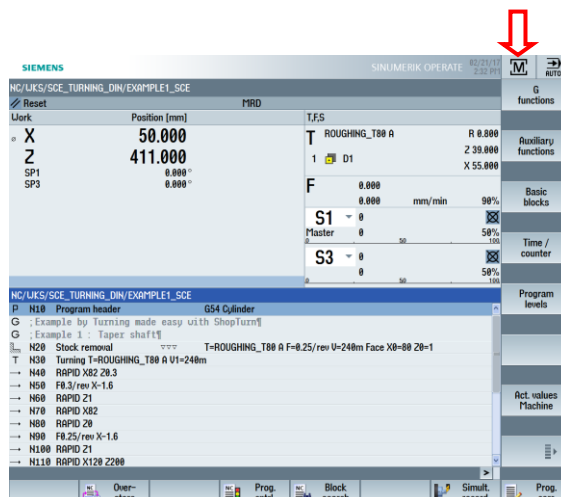 SIEMENS
SINUMERIK OPERATE 02/21/17 2:32 PM
M AUTO
NC/WKS/SCE_TURNING_DIN/EXAMPLE1_SCE
G functions
Reset MRD
Work Position [mm] T,F,S
X 50.000
T ROUGHING_T80 A R 0.800
Z 411.000
1 D1 Z 39.000
X 55.000
SP1 0.000°
SP3 0.000°
Auxiliary functions
F 0.000
0.000 mm/min 90%
Basic blocks
S1 0
Master 0 50%
0 50 100
Time / counter
S3 0
0 50%
0 50 100
NC/WKS/SCE_TURNING_DIN/EXAMPLE1_SCE
Program levels
P N10 Program header G54 Cylinder
G ;Example by Turning made easy with ShopTurn¶
G ;Example 1 : Taper shaft¶
N20 Stock removal ▿▿▿ T=ROUGHING_T80 A F=0.25/rev V=240m Face X0=80 Z0=1
T N30 Turning T=ROUGHING_T80 A V1=240m
N40 RAPID X82 Z0.3
N50 F0.3/rev X-1.6
N60 RAPID Z1
N70 RAPID X82
N80 RAPID Z0
N90 F0.25/rev X-1.6
N100 RAPID Z1
N110 RAPID X120 Z200
Act. values Machine
NC Over-
NC Prog.
NC Block
Simult.
Prog.